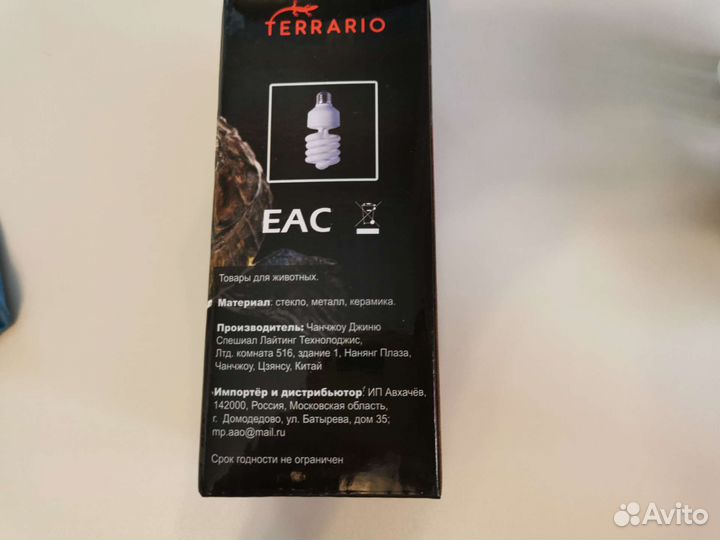 TERRARIO
EAC
Товары для животных.
Материал: стекло, металл, керамика.
Производитель: Чанчжоу Джиню
Спешиал Лайтинг Технолоджис,
Лтд. комната 516, здание 1, Нанянг Плаза,
Чанчжоу, Цзянсу, Китай
Импортёр и дистрибьютор: ИП Авхачёв,
142000, Россия, Московская область,
г. Домодедово, ул. Батырева, дом 35;
mp.aao@mail.ru
Срок годности не ограничен
Avito